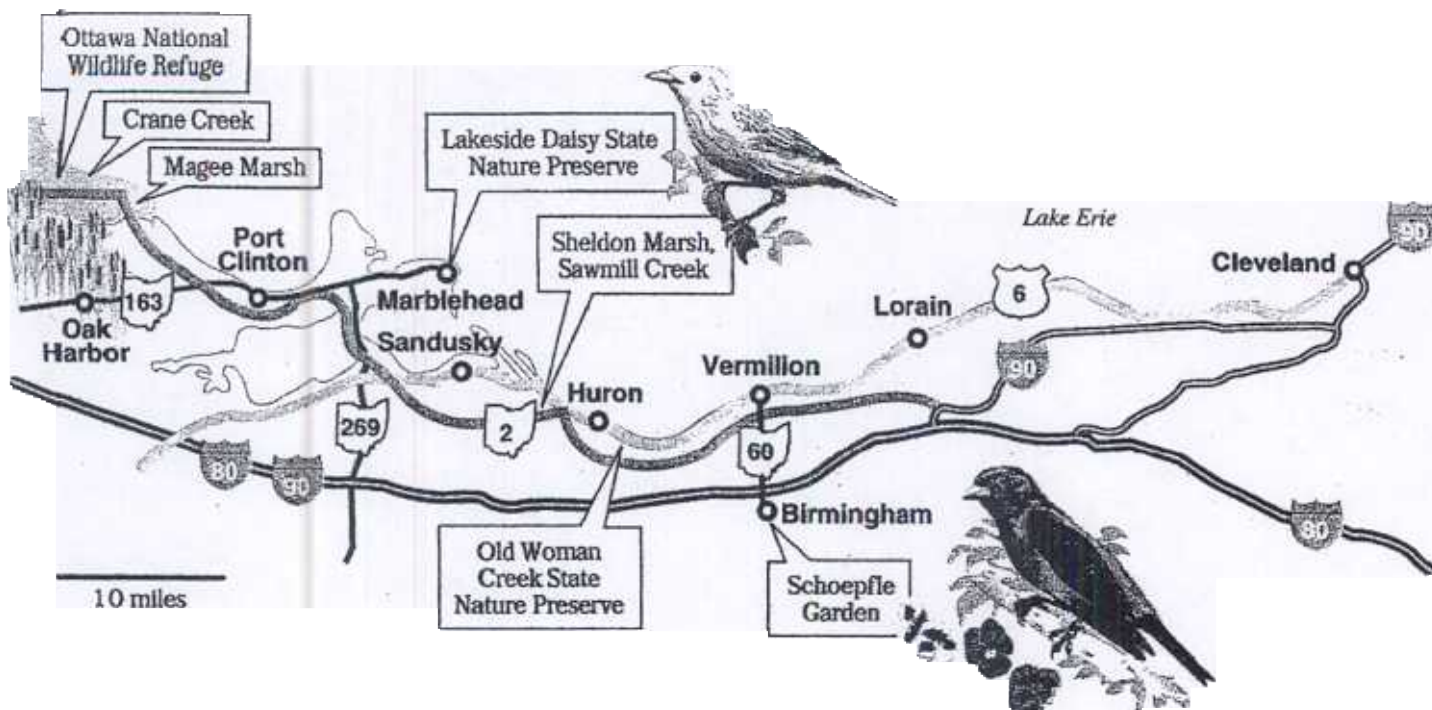 Ottawa National
Wildlife Refuge
Crane Creek
Magee Marsh
Lakeside Daisy State
Nature Preserve
Sheldon Marsh,
Sawmill Creek
Lake Erie
90
Cleveland
Port
Clinton
163
Oak
Harbor
Marblehead
Sandusky
6
Lorain
90
Vermilion
Huron
269
2
60
80
90
Birmingham
80
Old Woman
Creek State
Nature Preserve
Schoepfle
Garden
10 miles